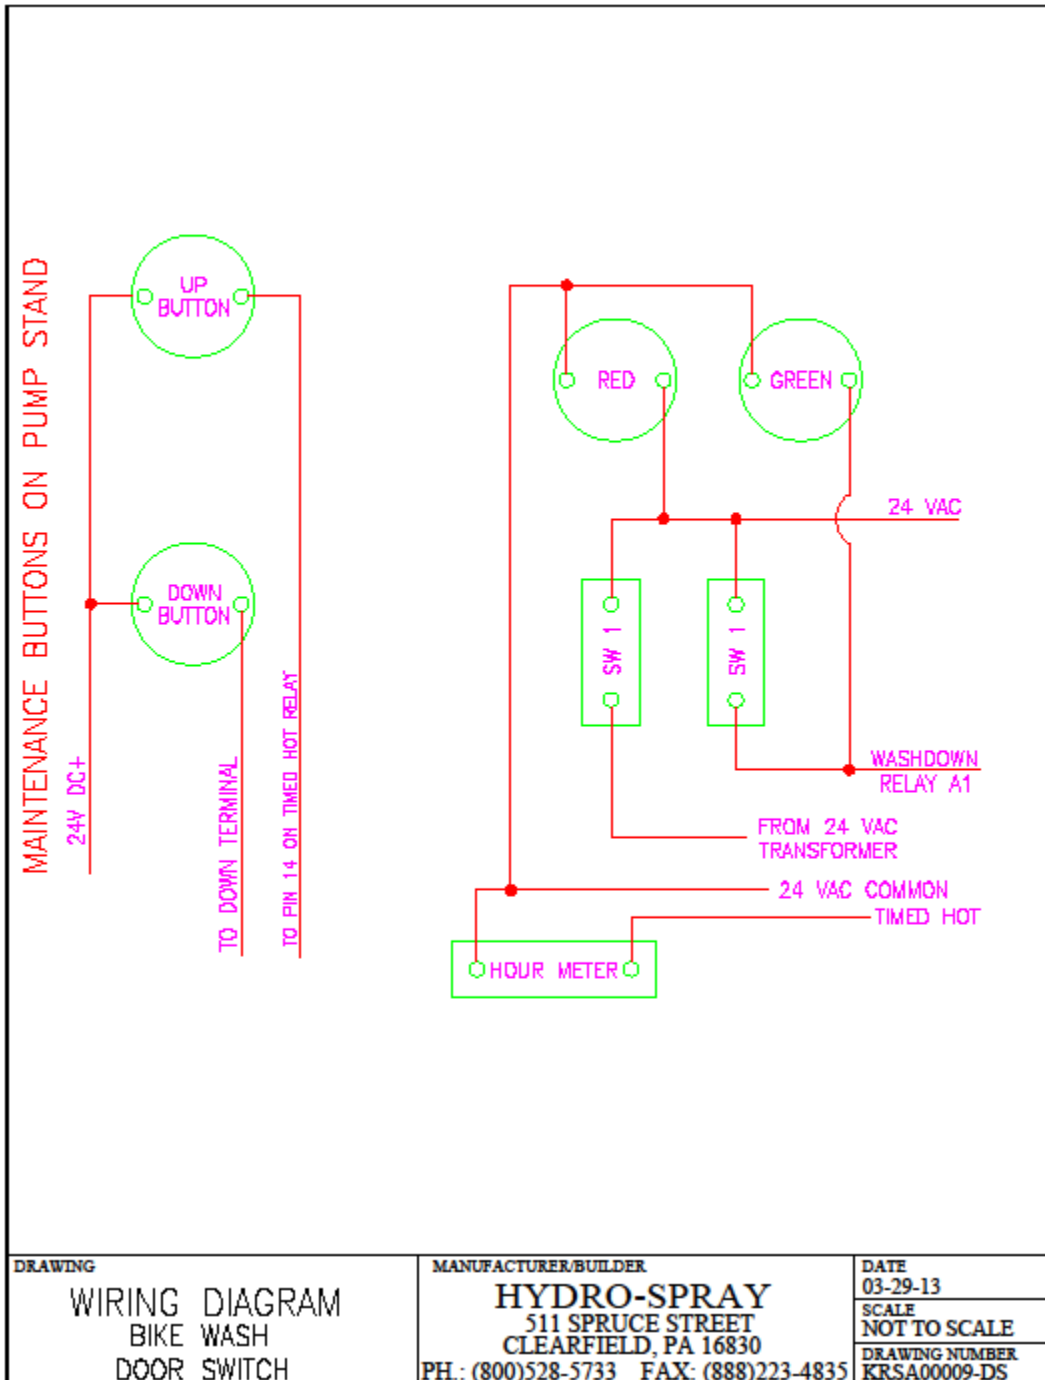 MAINTENANCE BUTTONS ON PUMP STAND
UP
BUTTON
DOWN
BUTTON
24V DC+
TO DOWN TERMINAL
TO PIN 14 ON TIMED HOT RELAY
RED
GREEN
24 VAC
SW 1
SW 1
WASHDOWN
RELAY A1
FROM 24 VAC
TRANSFORMER
24 VAC COMMON
TIMED HOT
HOUR METER
DRAWING
WIRING DIAGRAM
BIKE WASH
DOOR SWITCH
MANUFACTURER/BUILDER
HYDRO-SPRAY
511 SPRUCE STREET
CLEARFIELD, PA 16830
PH.: (800)528-5733 FAX: (888)223-4835
DATE
03-29-13
SCALE
NOT TO SCALE
DRAWING NUMBER
KRSA00009-DS